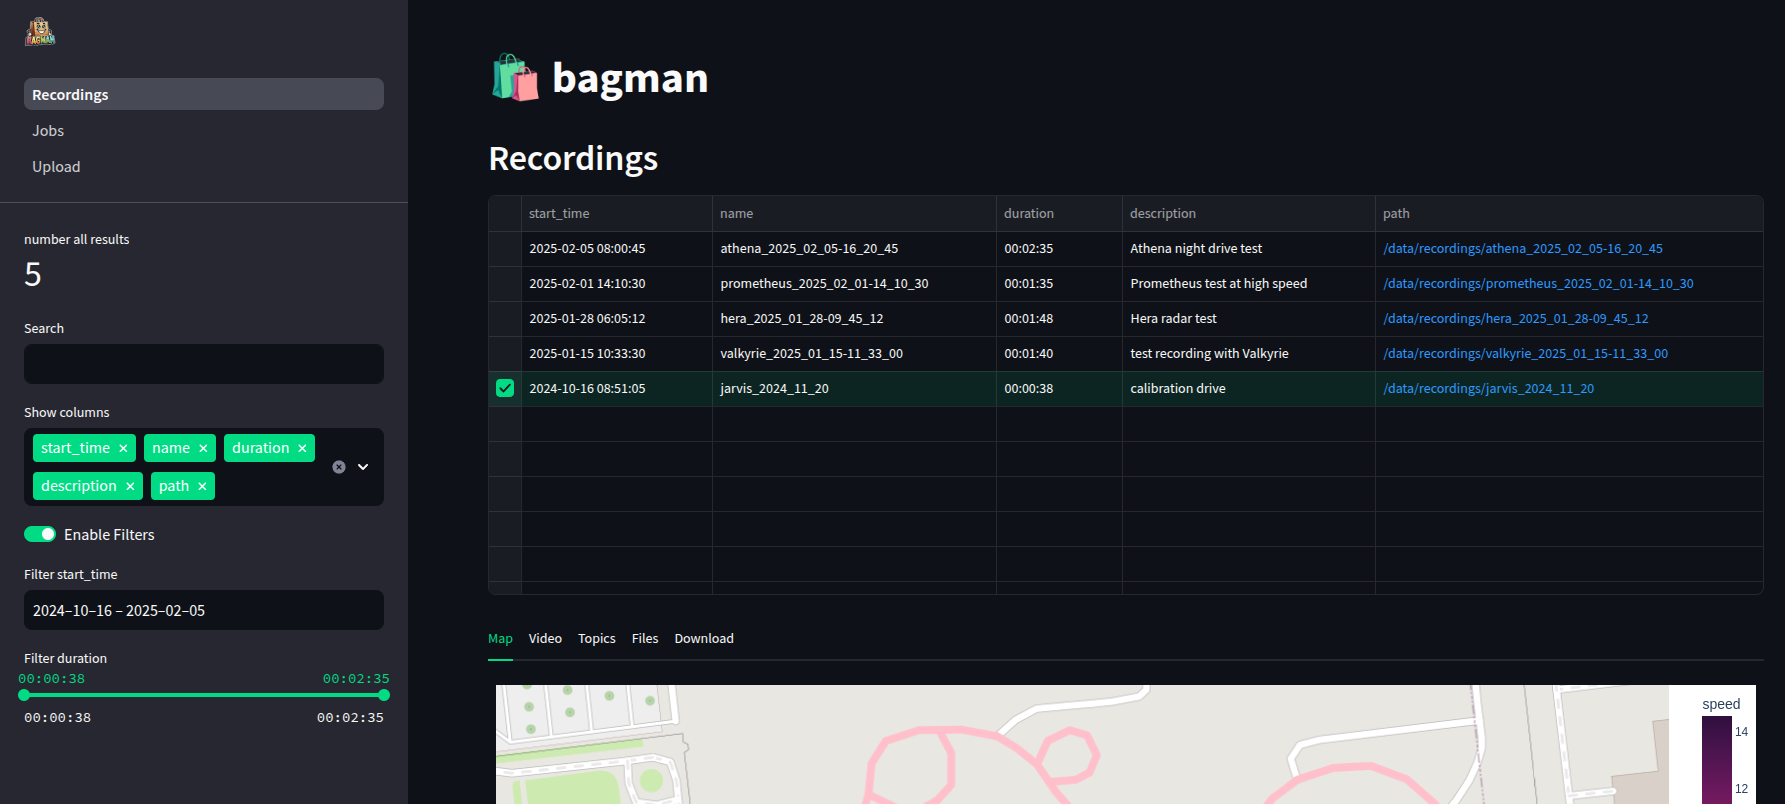 BAGMAN
Recordings
Jobs
Upload
number all results
5
Search
Show columns
start_time name duration
description path
Enable Filters
Filter start_time
2024–10–16 – 2025–02–05
Filter duration
00:00:38 00:02:35
00:00:38 00:02:35
bagman
Recordings
start_time name duration description path
2025-02-05 08:00:45 athena_2025_02_05-16_20_45 00:02:35 Athena night drive test /data/recordings/athena_2025_02_05-16_20_45
2025-02-01 14:10:30 prometheus_2025_02_01-14_10_30 00:01:35 Prometheus test at high speed /data/recordings/prometheus_2025_02_01-14_10_30
2025-01-28 06:05:12 hera_2025_01_28-09_45_12 00:01:48 Hera radar test /data/recordings/hera_2025_01_28-09_45_12
2025-01-15 10:33:30 valkyrie_2025_01_15-11_33_00 00:01:40 test recording with Valkyrie /data/recordings/valkyrie_2025_01_15-11_33_00
2024-10-16 08:51:05 jarvis_2024_11_20 00:00:38 calibration drive /data/recordings/jarvis_2024_11_20
Map Video Topics Files Download
speed
14
12